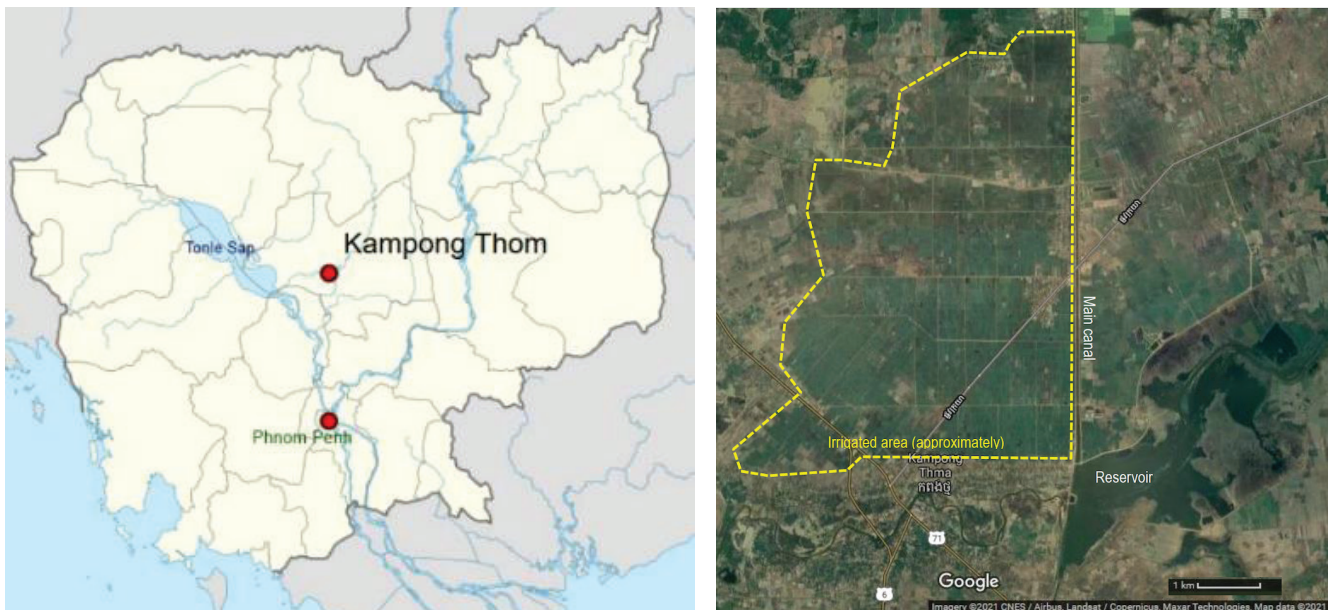 Tonle Sap
Kampong Thom
Phnom Penh
Main canal
Irrigated area (approximately)
Kampong
Thma
កំពង់ថ្ម
Reservoir
71
6
Google
1 km
Imagery ©2021 CNES / Airbus, Landsat / Copernicus, Maxar Technologies, Map data ©2021